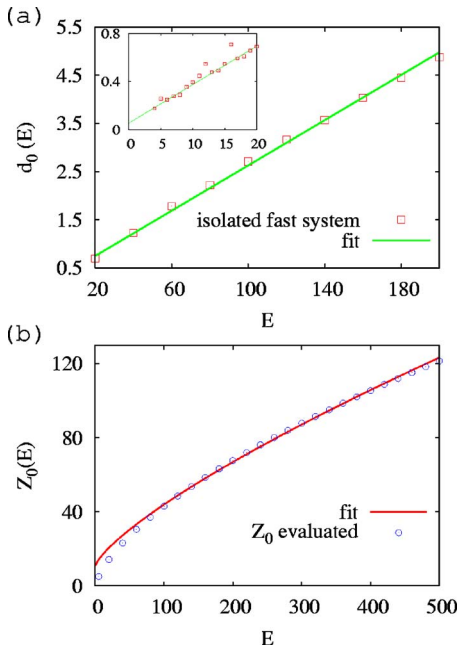 (a)
0.8
0.4
0
0 5 10 15 20
5.5
4.5
3.5
2.5
1.5
0.5
d₀(E)
isolated fast system
fit
20 60 100 140 180
E
(b)
120
80
40
0
Z₀(E)
fit
Z₀ evaluated
0 100 200 300 400 500
E